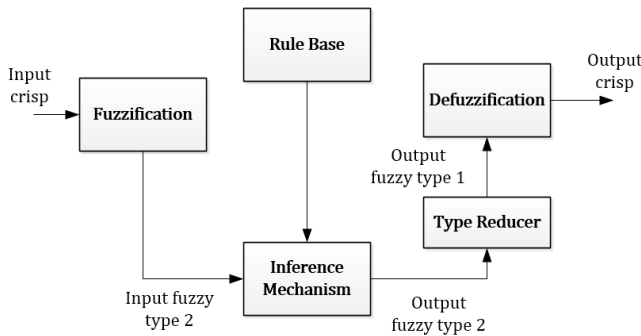 Input
crisp
Fuzzification
Rule Base
Defuzzification
Output
crisp
Output
fuzzy type 1
Type Reducer
Inference
Mechanism
Input fuzzy
type 2
Output
fuzzy type 2